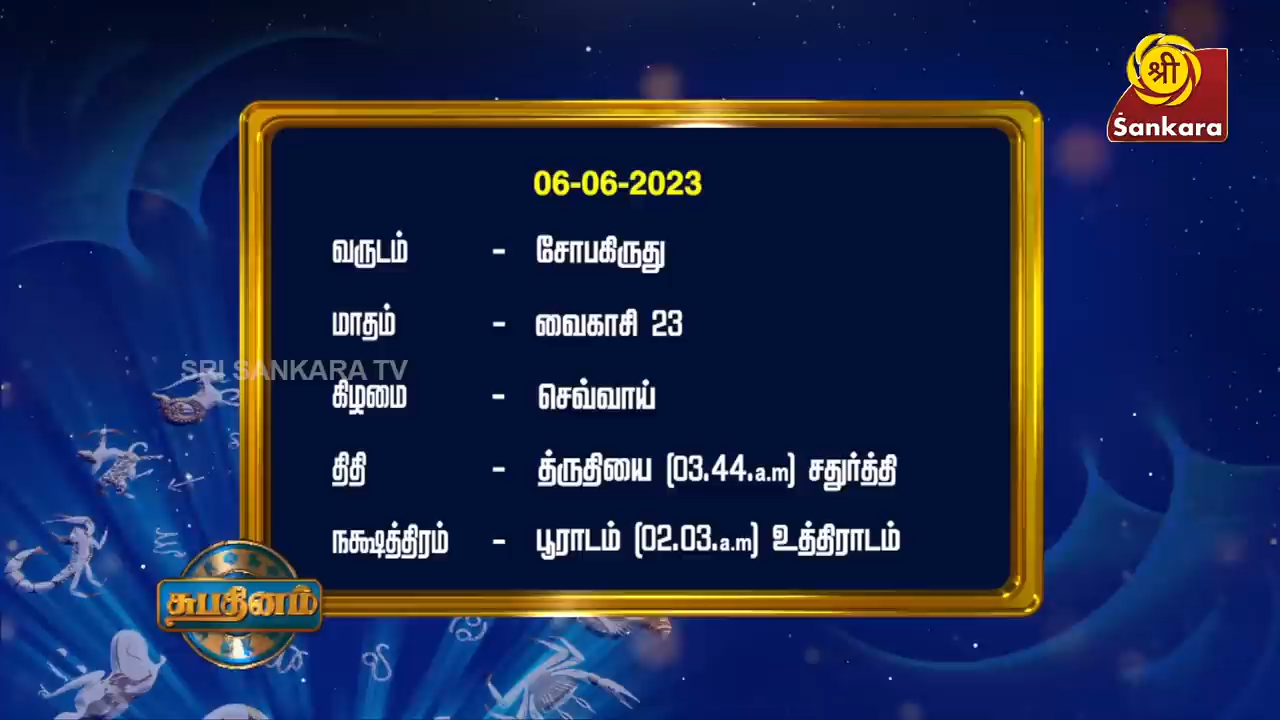 श्री
Sankara
06-06-2023
வருடம் - சோபகிருது
மாதம் - வைகாசி 23
SRI SANKARA TV
கிழமை - செவ்வாய்
திதி - த்ருதியை (03.44.a.m) சதுர்த்தி
நக்ஷத்திரம் - பூராடம் (02.03.a.m) உத்திராடம்
சுபதினம்